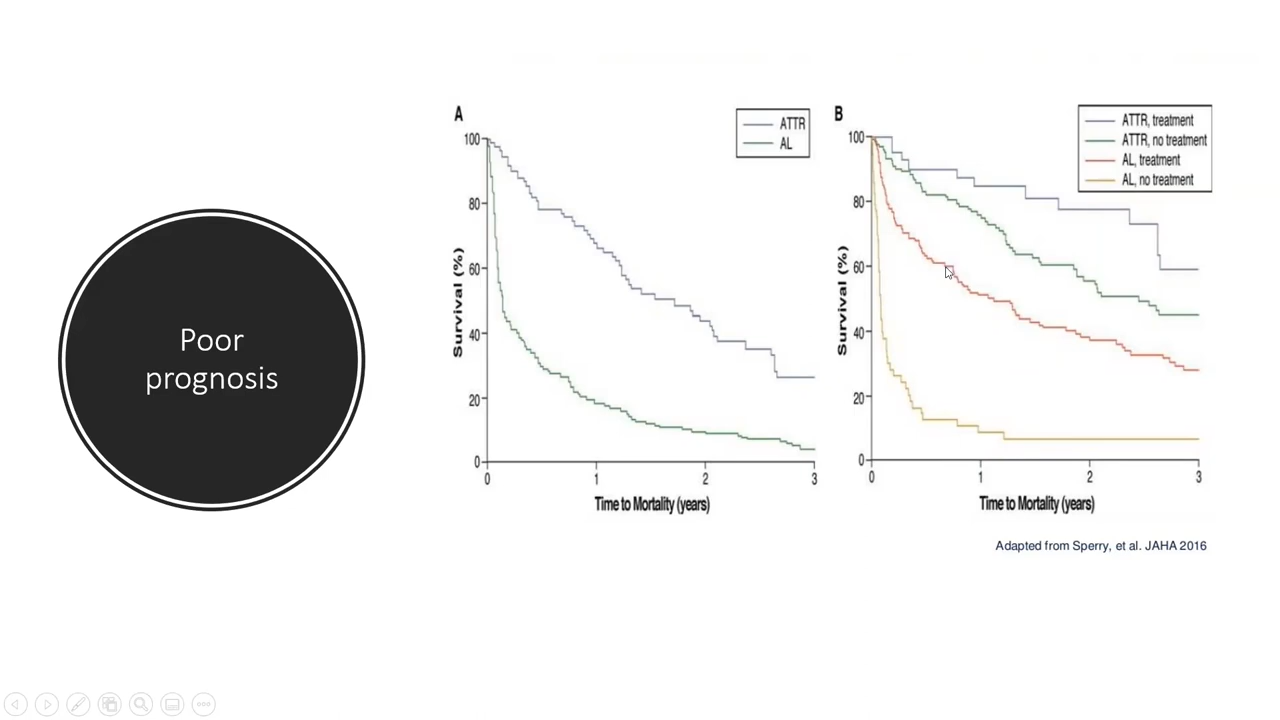 Poor
prognosis
A
ATTR
AL
100
80
60
40
20
0
Survival (%)
0 1 2 3
Time to Mortality (years)
B
ATTR, treatment
ATTR, no treatment
AL, treatment
AL, no treatment
100
80
60
40
20
0
Survival (%)
0 1 2 3
Time to Mortality (years)
Adapted from Sperry, et al. JAHA 2016